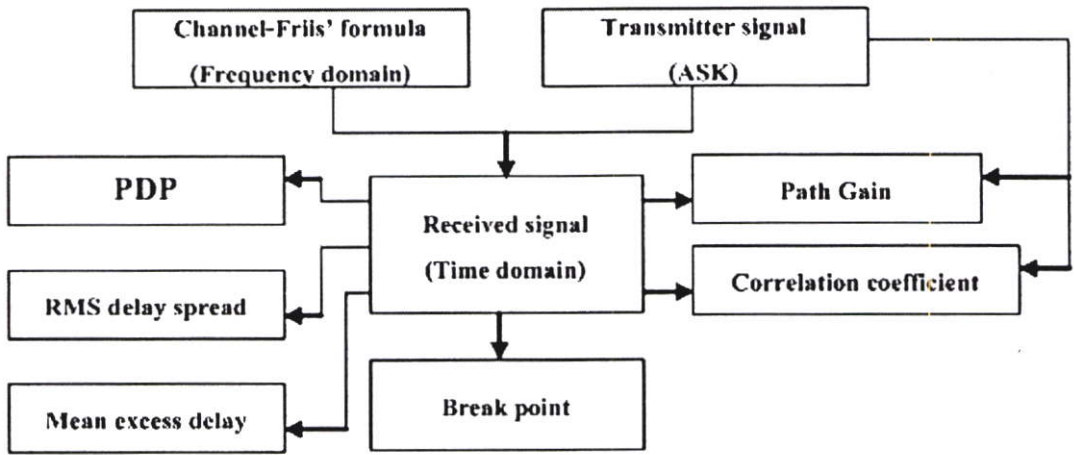 Channel-Friis' formula
(Frequency domain)
Transmitter signal
(ASK)
PDP
Received signal
(Time domain)
Path Gain
RMS delay spread
Correlation coefficient
Mean excess delay
Break point